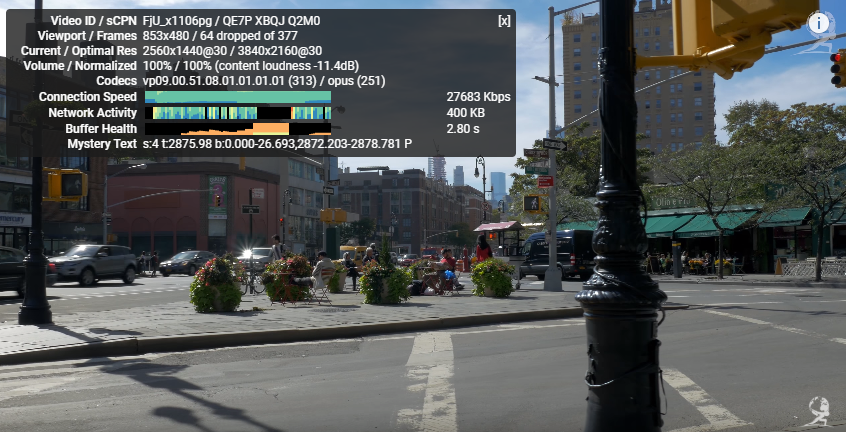 Video ID / sCPN FjU_x1106pg / QE7P XBQJ Q2M0 [x]
Viewport / Frames 853x480 / 64 dropped of 377
Current / Optimal Res 2560x1440@30 / 3840x2160@30
Volume / Normalized 100% / 100% (content loudness -11.4dB)
Codecs vp09.00.51.08.01.01.01.01 (313) / opus (251)
Connection Speed 27683 Kbps
Network Activity 400 KB
Buffer Health 2.80 s
Mystery Text s:4 t:2875.98 b:0.000-26.693,2872.203-2878.781 P